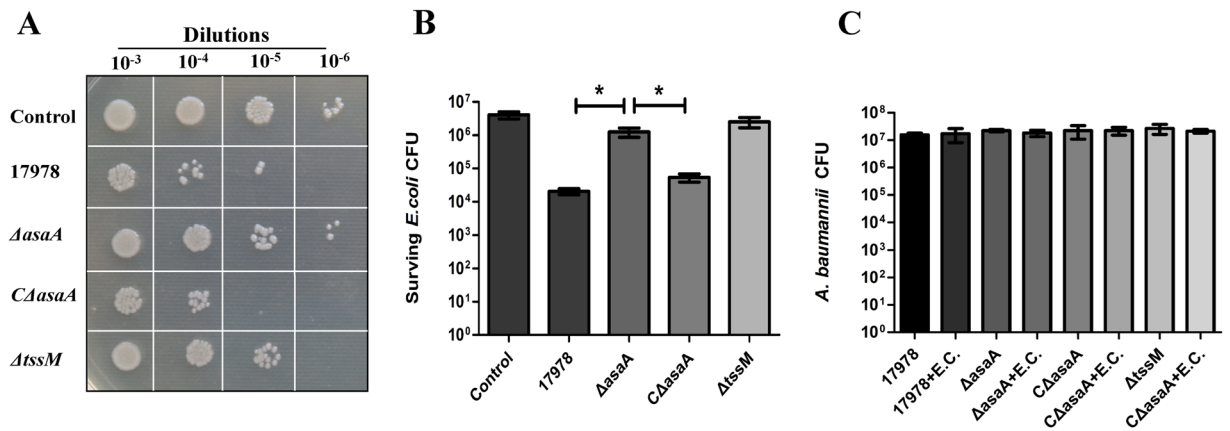 A
Dilutions
10-3 10-4 10-5 10-6
Control
17978
ΔasaA
CΔasaA
ΔtssM
B
Surving E.coli CFU
10⁷
10⁶
10⁵
10⁴
10³
10²
10¹
10⁰
* *
Control 17978 ΔasaA CΔasaA ΔtssM
C
A. baumannii CFU
10⁸
10⁷
10⁶
10⁵
10⁴
10³
10²
10¹
10⁰
17978 17978+E.C. ΔasaA ΔasaA+E.C. CΔasaA CΔasaA+E.C. ΔtssM CΔasaA+E.C.